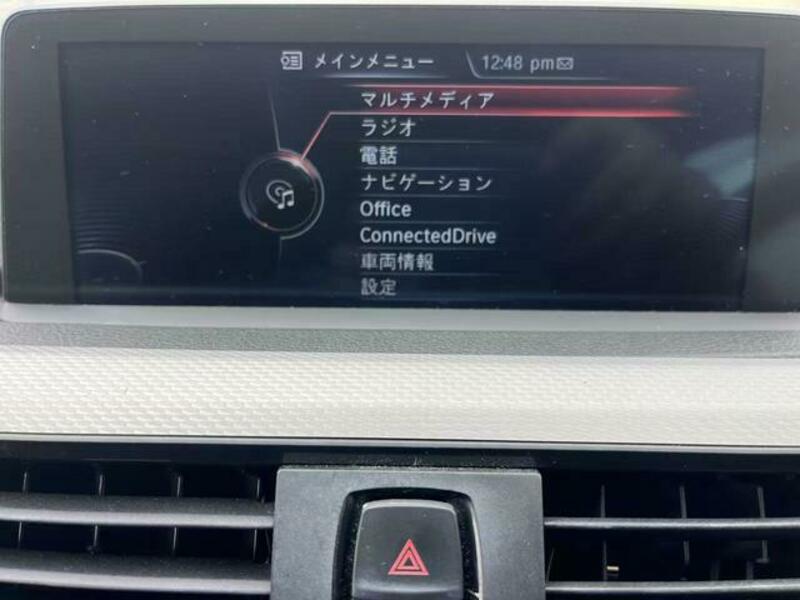 メインメニュー 12:48 pm
マルチメディア
ラジオ
電話
ナビゲーション
Office
ConnectedDrive
車両情報
設定